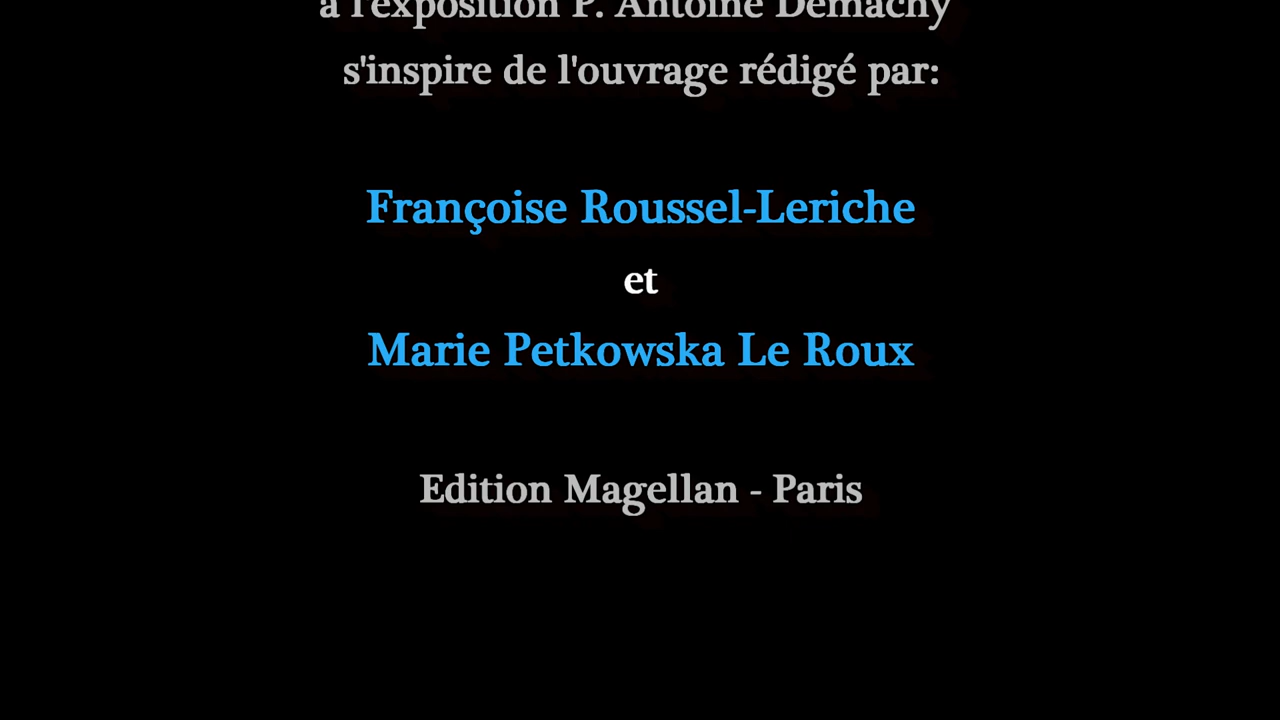 à l'exposition P. Antoine Demachy
s'inspire de l'ouvrage rédigé par:
Françoise Roussel-Leriche
et
Marie Petkowska Le Roux
Edition Magellan - Paris